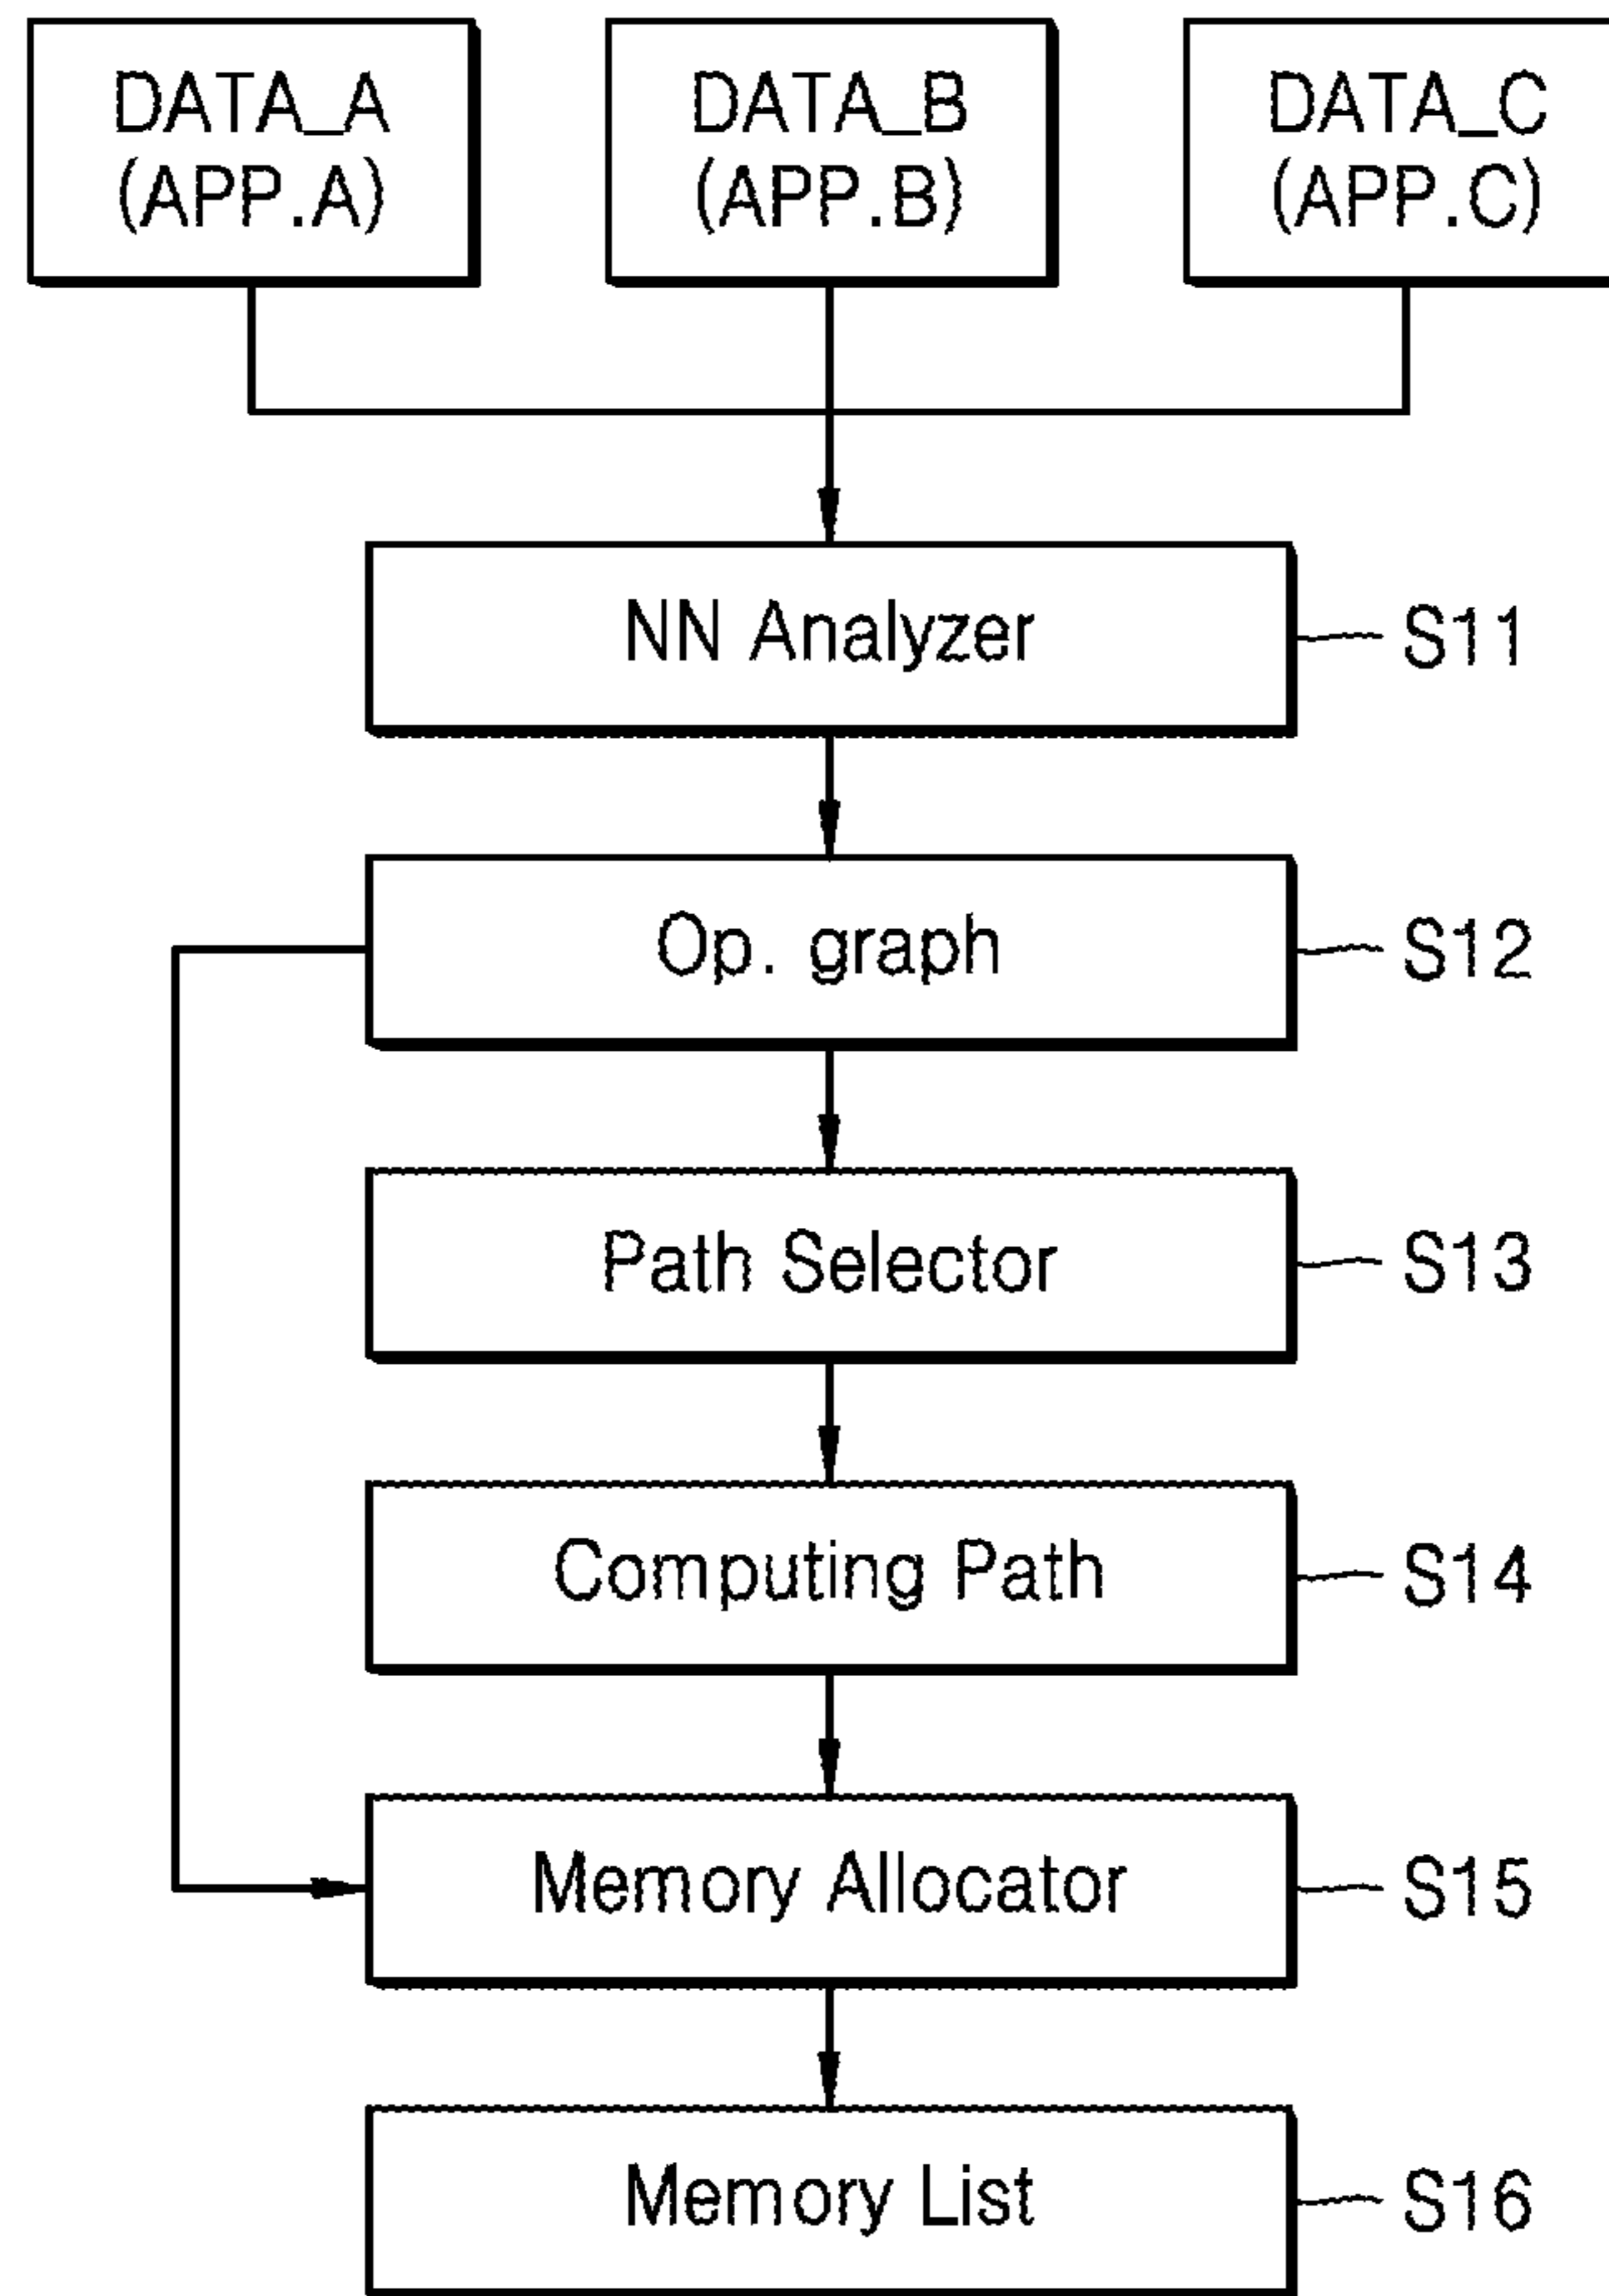 DATA_A
(APP.A)
DATA_B
(APP.B)
DATA_C
(APP.C)
NN Analyzer
S11
Op. graph
S12
Path Selector
S13
Computing Path
S14
Memory Allocator
S15
Memory List
S16